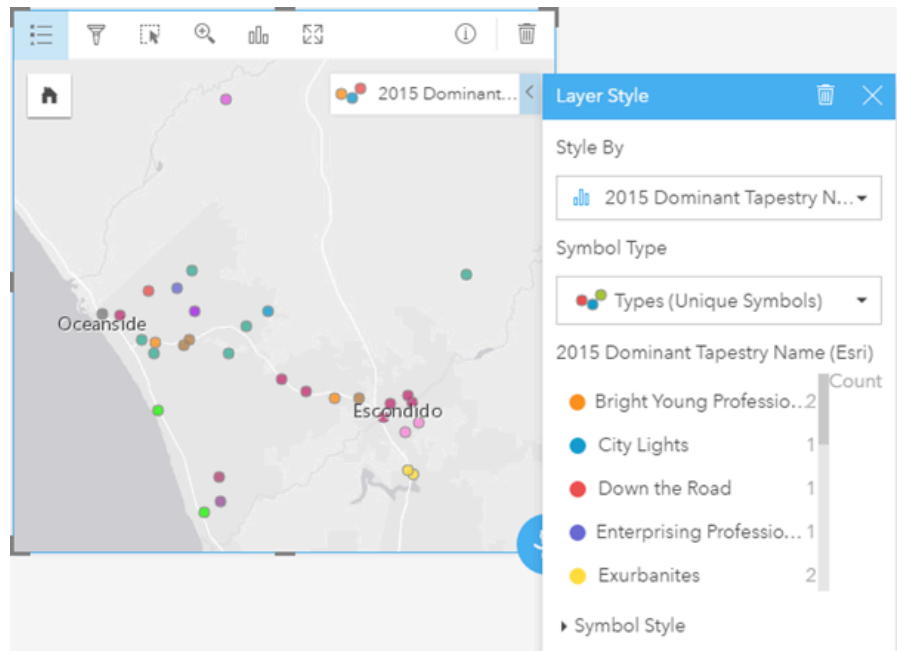 2015 Dominant...
Layer Style
Style By
2015 Dominant Tapestry N...
Symbol Type
Types (Unique Symbols)
2015 Dominant Tapestry Name (Esri)
Count
Bright Young Professio... 2
City Lights 1
Down the Road 1
Enterprising Professio... 1
Exurbanites 2
Symbol Style
Oceanside
Escondido